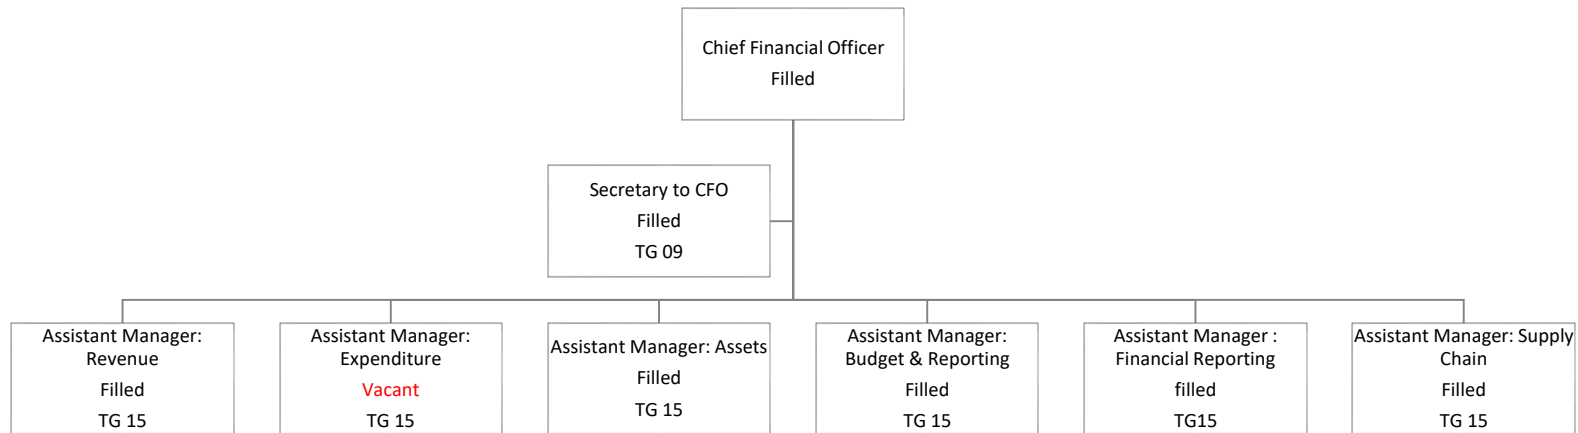 Chief Financial Officer
Filled
Secretary to CFO
Filled
TG 09
Assistant Manager:
Revenue
Filled
TG 15
Assistant Manager:
Expenditure
Vacant
TG 15
Assistant Manager: Assets
Filled
TG 15
Assistant Manager:
Budget & Reporting
Filled
TG 15
Assistant Manager :
Financial Reporting
filled
TG15
Assistant Manager: Supply
Chain
Filled
TG 15